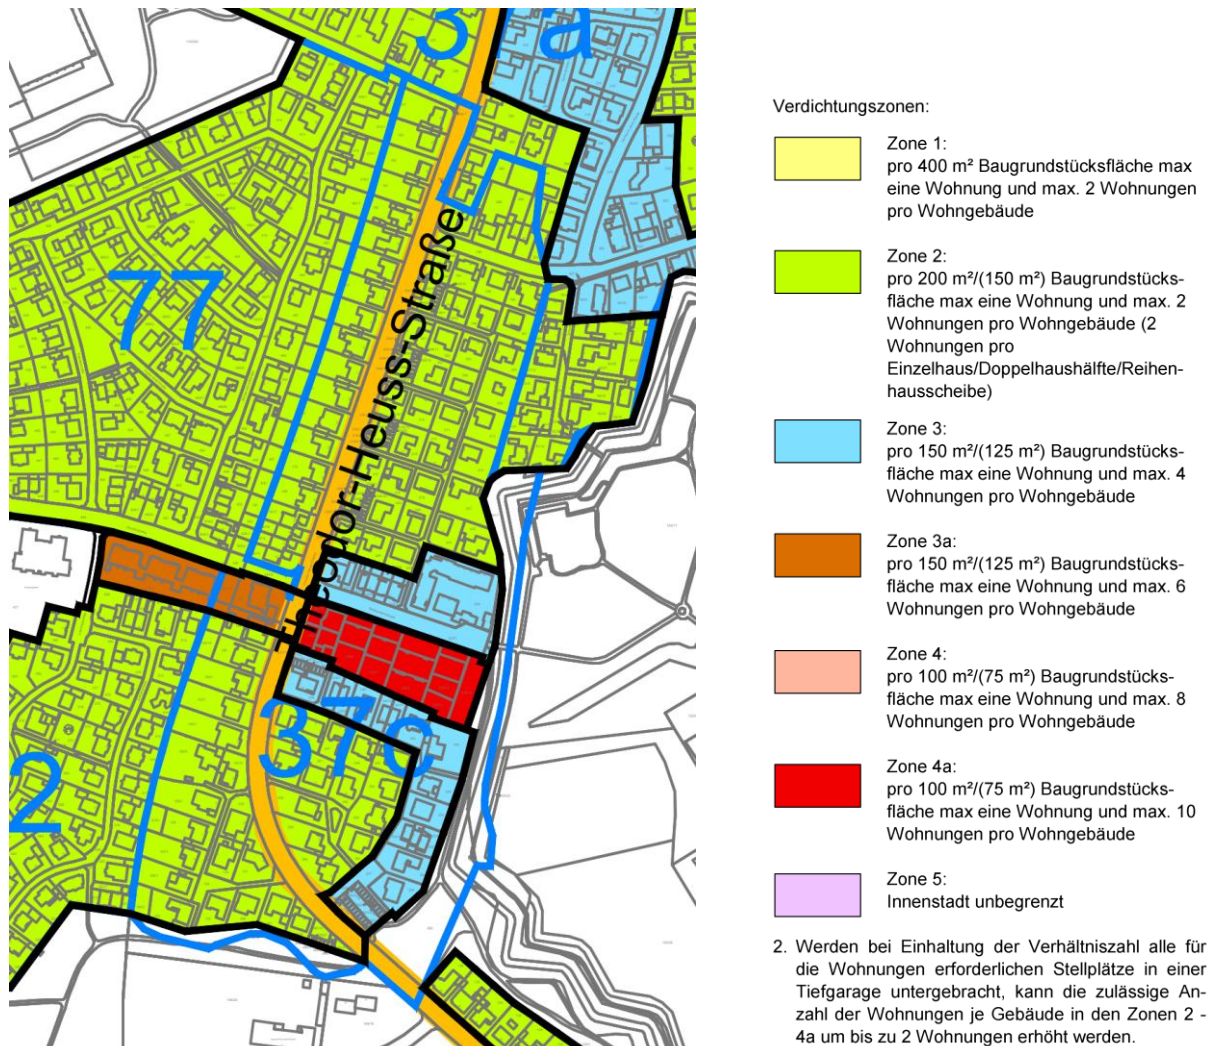 37a
77
Theodor-Heuss-Straße
37c
2
Verdichtungszonen:
Zone 1:
pro 400 m² Baugrundstücksfläche max
eine Wohnung und max. 2 Wohnungen
pro Wohngebäude
Zone 2:
pro 200 m²/(150 m²) Baugrundstücks-
fläche max eine Wohnung und max. 2
Wohnungen pro Wohngebäude (2
Wohnungen pro
Einzelhaus/Doppelhaushälfte/Reihen-
hausscheibe)
Zone 3:
pro 150 m²/(125 m²) Baugrundstücks-
fläche max eine Wohnung und max. 4
Wohnungen pro Wohngebäude
Zone 3a:
pro 150 m²/(125 m²) Baugrundstücks-
fläche max eine Wohnung und max. 6
Wohnungen pro Wohngebäude
Zone 4:
pro 100 m²/(75 m²) Baugrundstücks-
fläche max eine Wohnung und max. 8
Wohnungen pro Wohngebäude
Zone 4a:
pro 100 m²/(75 m²) Baugrundstücks-
fläche max eine Wohnung und max. 10
Wohnungen pro Wohngebäude
Zone 5:
Innenstadt unbegrenzt
2. Werden bei Einhaltung der Verhältniszahl alle für
die Wohnungen erforderlichen Stellplätze in einer
Tiefgarage untergebracht, kann die zulässige An-
zahl der Wohnungen je Gebäude in den Zonen 2 -
4a um bis zu 2 Wohnungen erhöht werden.